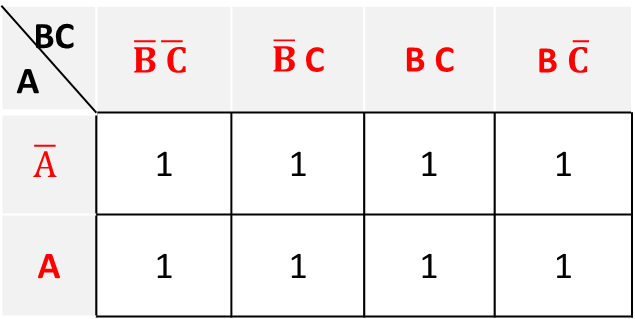 BC
A
B̅ C̅ B̅ C B C B C̅
A̅ 1 1 1 1
A 1 1 1 1